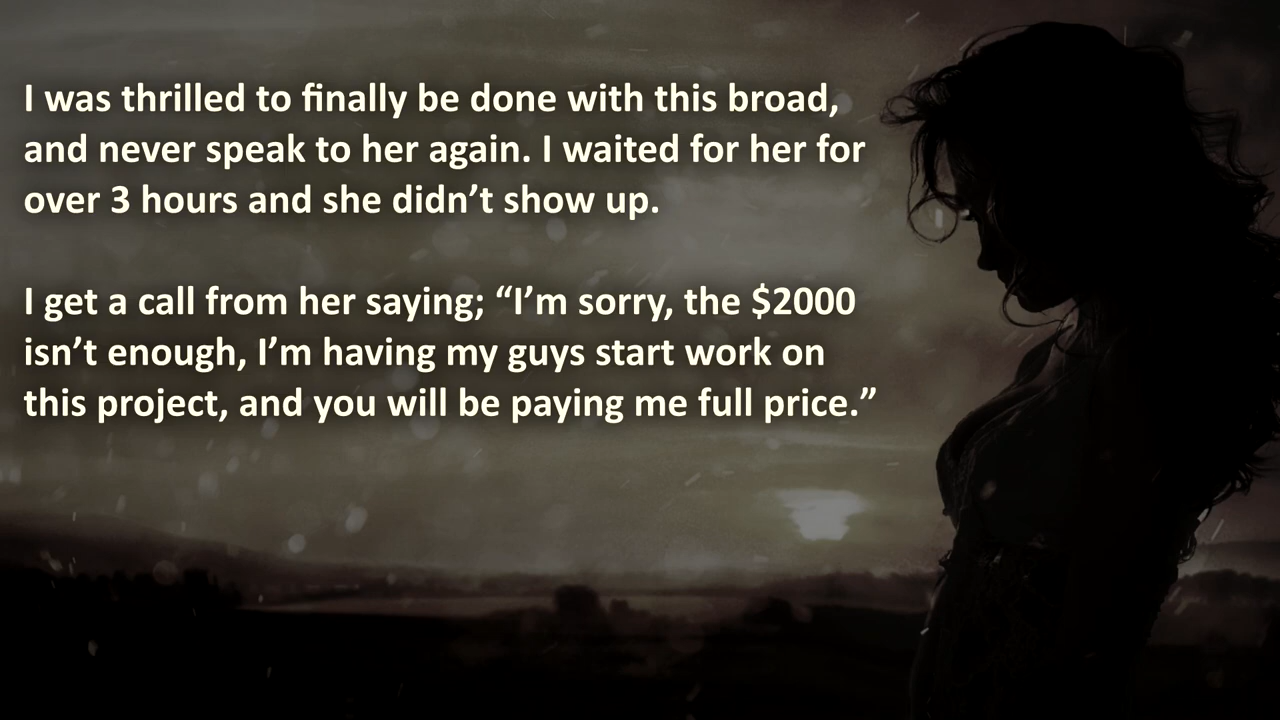 I was thrilled to finally be done with this broad,
and never speak to her again. I waited for her for
over 3 hours and she didn’t show up.
I get a call from her saying; “I’m sorry, the $2000
isn’t enough, I’m having my guys start work on
this project, and you will be paying me full price.”